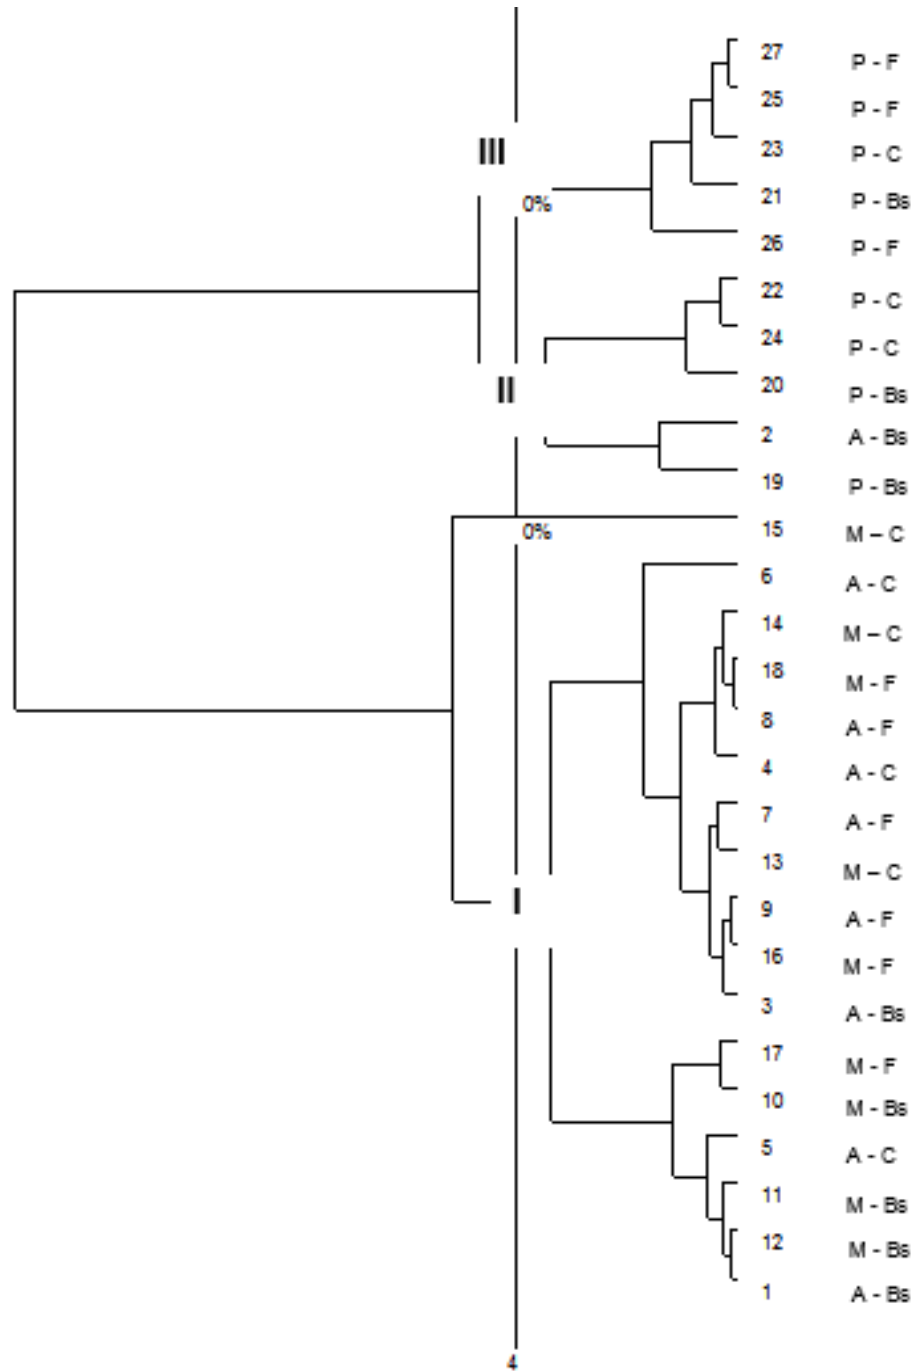 27 P - F
25 P - F
III
23 P - C
21 P - Bs
0%
26 P - F
22 P - C
24 P - C
II
20 P - Bs
2 A - Bs
19 P - Bs
15 M – C
0%
6 A - C
14 M – C
18 M - F
8 A - F
4 A - C
7 A - F
13 M – C
I
9 A - F
16 M - F
3 A - Bs
17 M - F
10 M - Bs
5 A - C
11 M - Bs
12 M - Bs
1 A - Bs
4